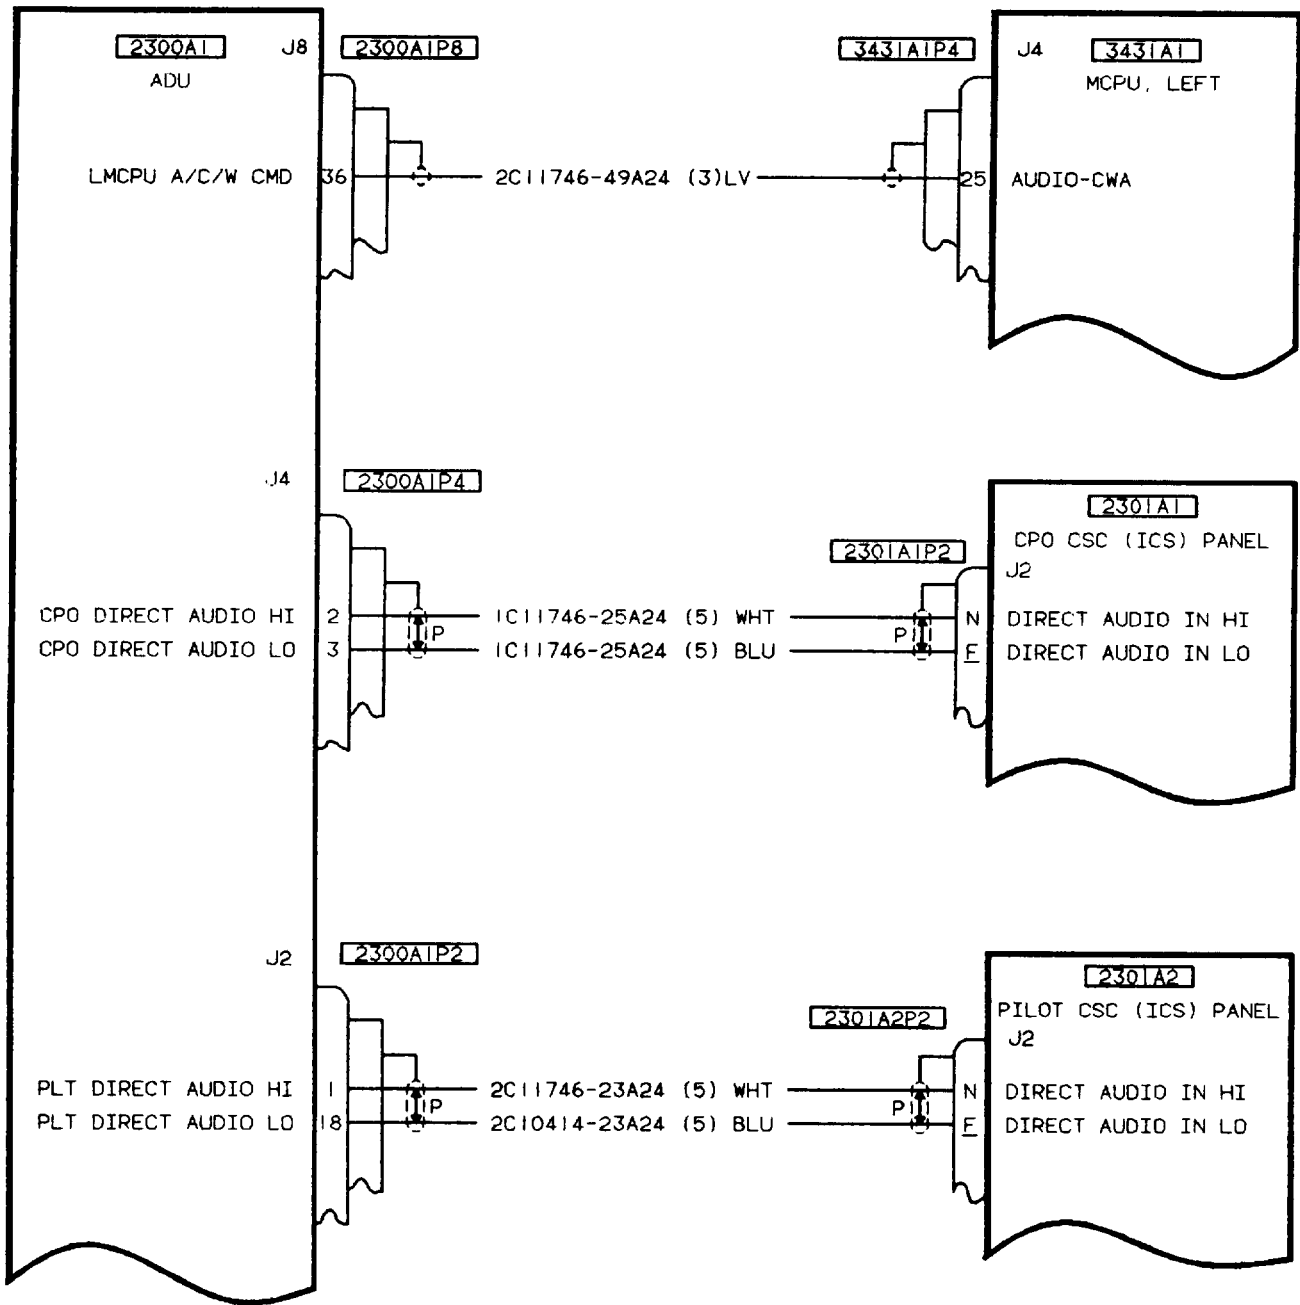 2300A1 J8 2300A1P8 3431A1P4 J4 3431A1
ADU MCPU, LEFT
LMCPU A/C/W CMD 36 2C11746-49A24 (3)LV 25 AUDIO-CWA
J4 2300A1P4 2301A1
2301A1P2 CPO CSC (ICS) PANEL
J2
CPO DIRECT AUDIO HI 2 1C11746-25A24 (5) WHT N DIRECT AUDIO IN HI
P P
CPO DIRECT AUDIO LO 3 1C11746-25A24 (5) BLU F DIRECT AUDIO IN LO
J2 2300A1P2 2301A2
2301A2P2 PILOT CSC (ICS) PANEL
J2
PLT DIRECT AUDIO HI 1 2C11746-23A24 (5) WHT N DIRECT AUDIO IN HI
P P
PLT DIRECT AUDIO LO 18 2C10414-23A24 (5) BLU F DIRECT AUDIO IN LO